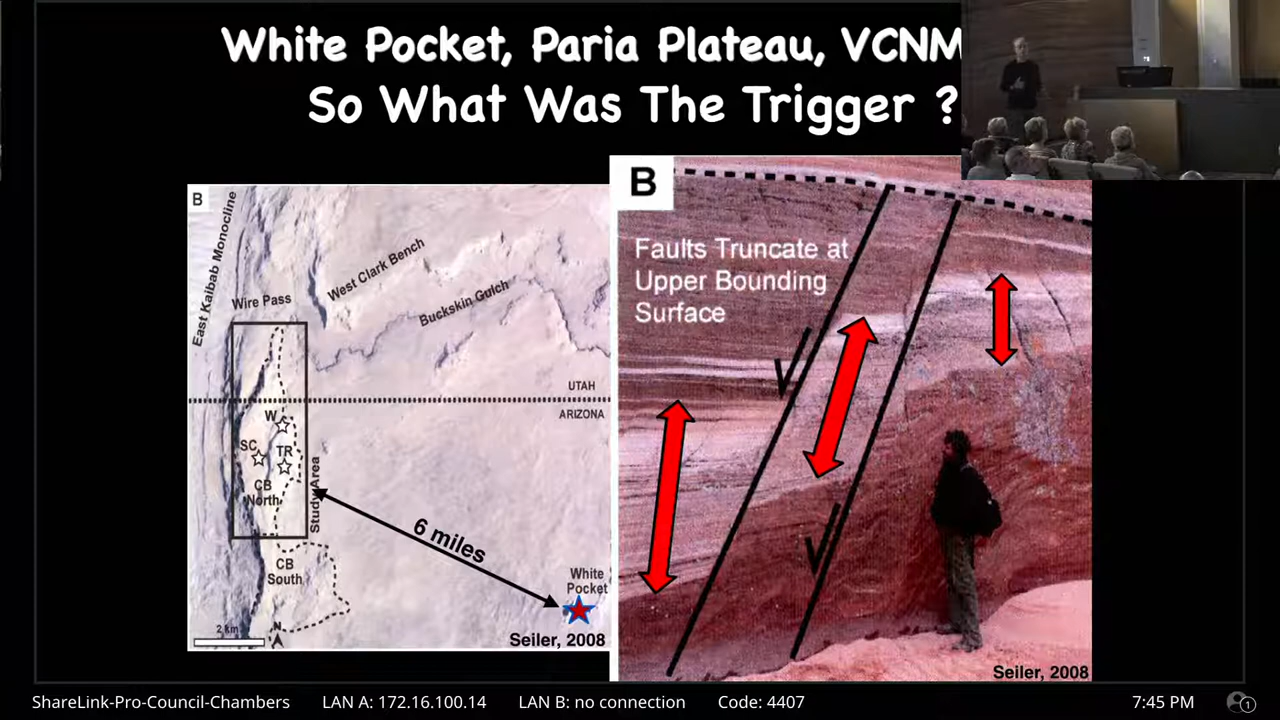 White Pocket, Paria Plateau, VCNM
So What Was The Trigger ?
B
East Kaibab Monocline
Wire Pass
West Clark Bench
Buckskin Gulch
UTAH
ARIZONA
W
SC
TR
CB
North
Study Area
6 miles
CB
South
White
Pocket
2 km
N
Seiler, 2008
B
Faults Truncate at
Upper Bounding
Surface
Seiler, 2008
ShareLink-Pro-Council-Chambers LAN A: 172.16.100.14 LAN B: no connection Code: 4407 7:45 PM 1